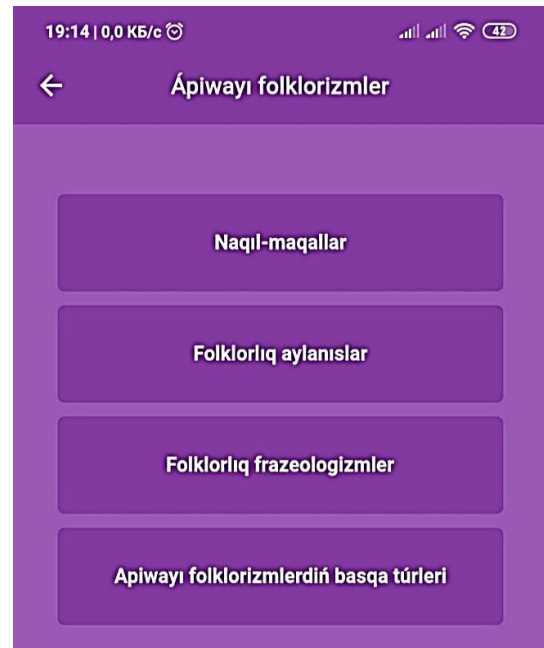 19:14 | 0,0 КБ/с
42
Ápiwayı folklorizmler
Naqıl-maqallar
Folklorlıq aylanıslar
Folklorlıq frazeologizmler
Apiwayı folklorizmlerdiń basqa túrleri